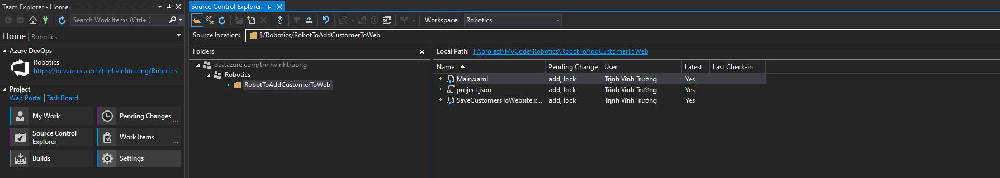 Team Explorer - Home
Search Work Items (Ctrl+')
Home | Robotics
Azure DevOps
Robotics
https://dev.azure.com/trinhvinhtruong/Robotics
Project
Web Portal | Task Board
My Work
Pending Changes ...
Source Control Explorer
Work Items ...
Builds
Settings
Source Control Explorer
Workspace: Robotics
Source location: $/Robotics/RobotToAddCustomerToWeb
Folders
dev.azure.com/trinhvinhtruong
Robotics
+ RobotToAddCustomerToWeb
Local Path: F:\project\MyCode\Robotics\RobotToAddCustomerToWeb
Name Pending Change User Latest Last Check-in
+ Main.xaml add, lock Trịnh Vĩnh Trường Yes
+ project.json add, lock Trịnh Vĩnh Trường Yes
+ SaveCustomersToWebsite.x... add, lock Trịnh Vĩnh Trường Yes